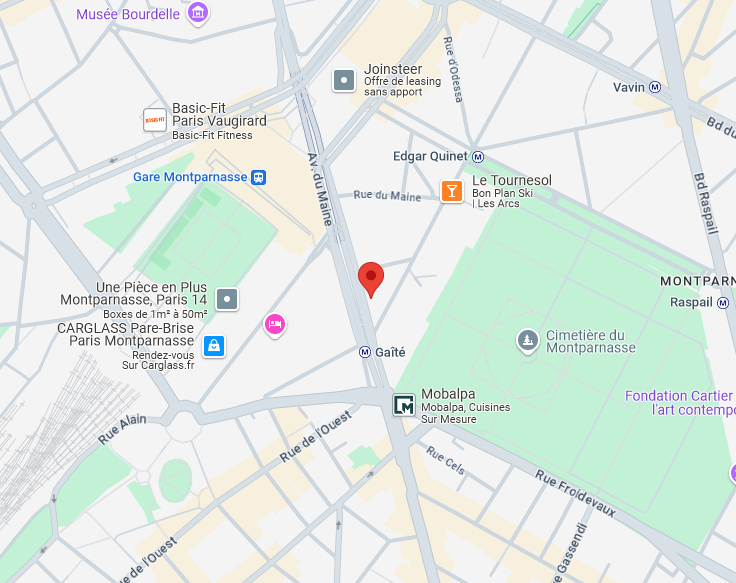 Musée Bourdelle
Joinsteer
Offre de leasing
sans apport
Rue d'Odessa
Vavin
Basic-Fit
Paris Vaugirard
Basic-Fit Fitness
BASIC-FIT
Bd du
Edgar Quinet
Gare Montparnasse
Av. du Maine
Le Tournesol
Bon Plan Ski
| Les Arcs
Rue du Maine
Bd Raspail
MONTPARN
Raspail
Une Pièce en Plus
Montparnasse, Paris 14
Boxes de 1m² à 50m²
CARGLASS Pare-Brise
Paris Montparnasse
Rendez-vous
Sur Carglass.fr
Cimetière du
Montparnasse
Gaîté
Mobalpa
Mobalpa, Cuisines
Sur Mesure
Fondation Cartier
l'art contempo
Rue Alain
Rue de l'Ouest
Rue Cels
Rue Froidevaux
e Gassendi
ue de l'Ouest